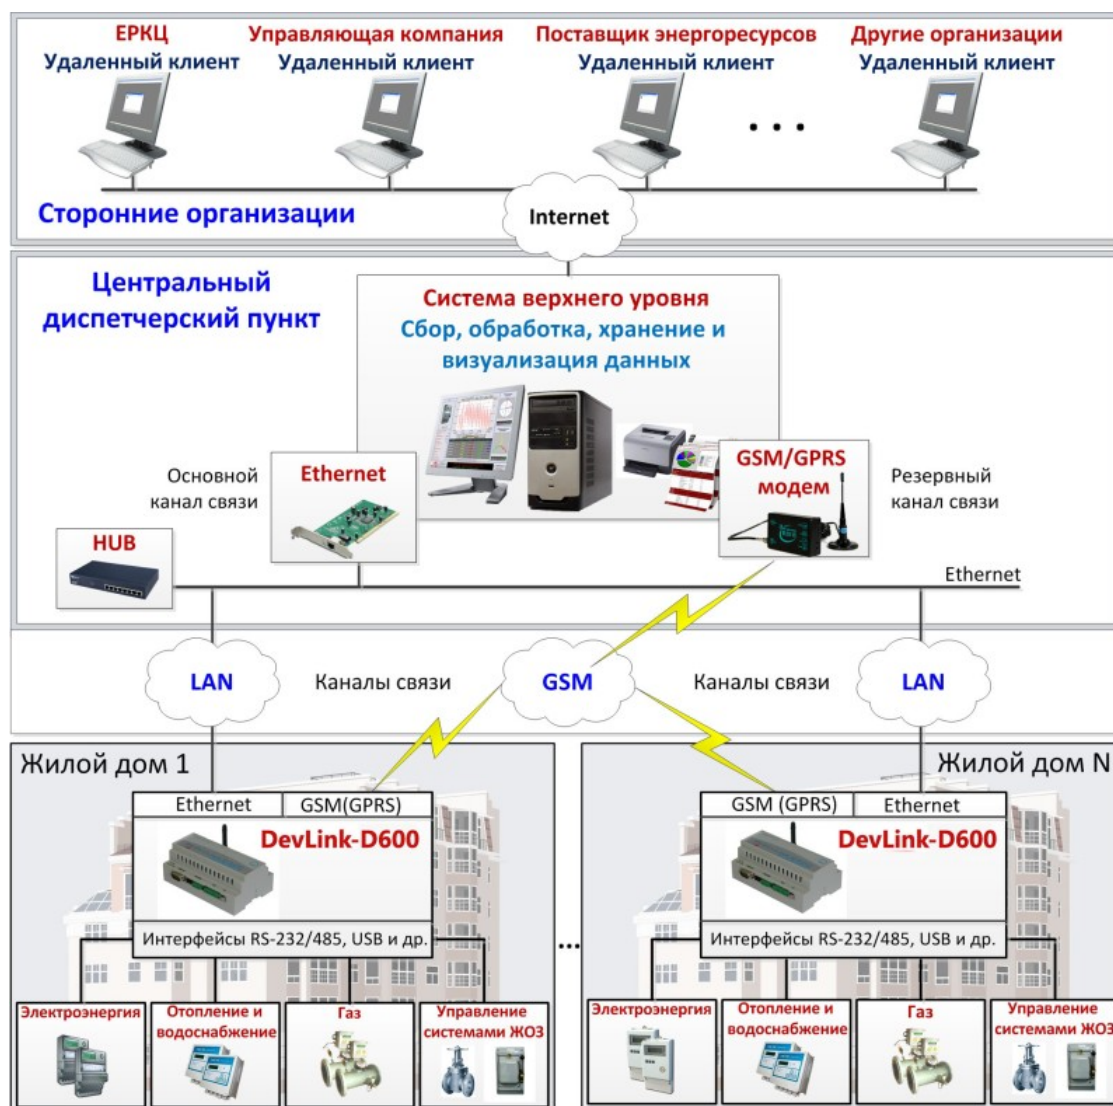 ЕРКЦ
Удаленный клиент
Управляющая компания
Удаленный клиент
Поставщик энергоресурсов
Удаленный клиент
Другие организации
Удаленный клиент
. . .
Сторонние организации
Internet
Центральный
диспетчерский пункт
Система верхнего уровня
Сбор, обработка, хранение и
визуализация данных
Основной
канал связи
Ethernet
GSM/GPRS
модем
Резервный
канал связи
HUB
Ethernet
LAN
Каналы связи
GSM
Каналы связи
LAN
Жилой дом 1
Ethernet
GSM(GPRS)
DevLink-D600
Интерфейсы RS-232/485, USB и др.
Электроэнергия
Отопление и
водоснабжение
Газ
Управление
системами ЖОЗ
...
Жилой дом N
GSM (GPRS)
Ethernet
DevLink-D600
Интерфейсы RS-232/485, USB и др.
Электроэнергия
Отопление и
водоснабжение
Газ
Управление
системами ЖОЗ